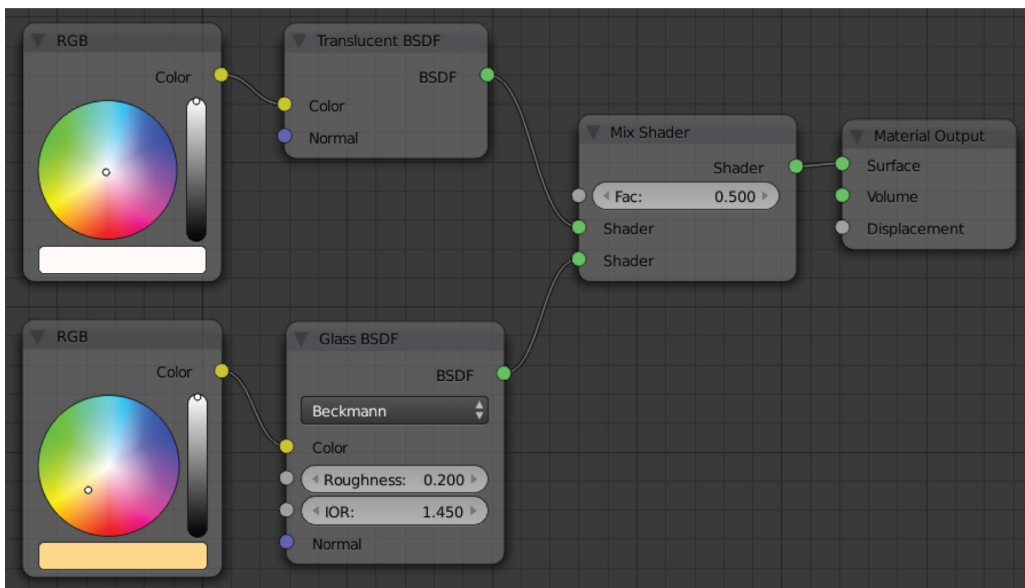 RGB
Color
Translucent BSDF
BSDF
Color
Normal
Mix Shader
Shader
Fac: 0.500
Shader
Shader
Material Output
Surface
Volume
Displacement
RGB
Color
Glass BSDF
BSDF
Beckmann
Color
Roughness: 0.200
IOR: 1.450
Normal